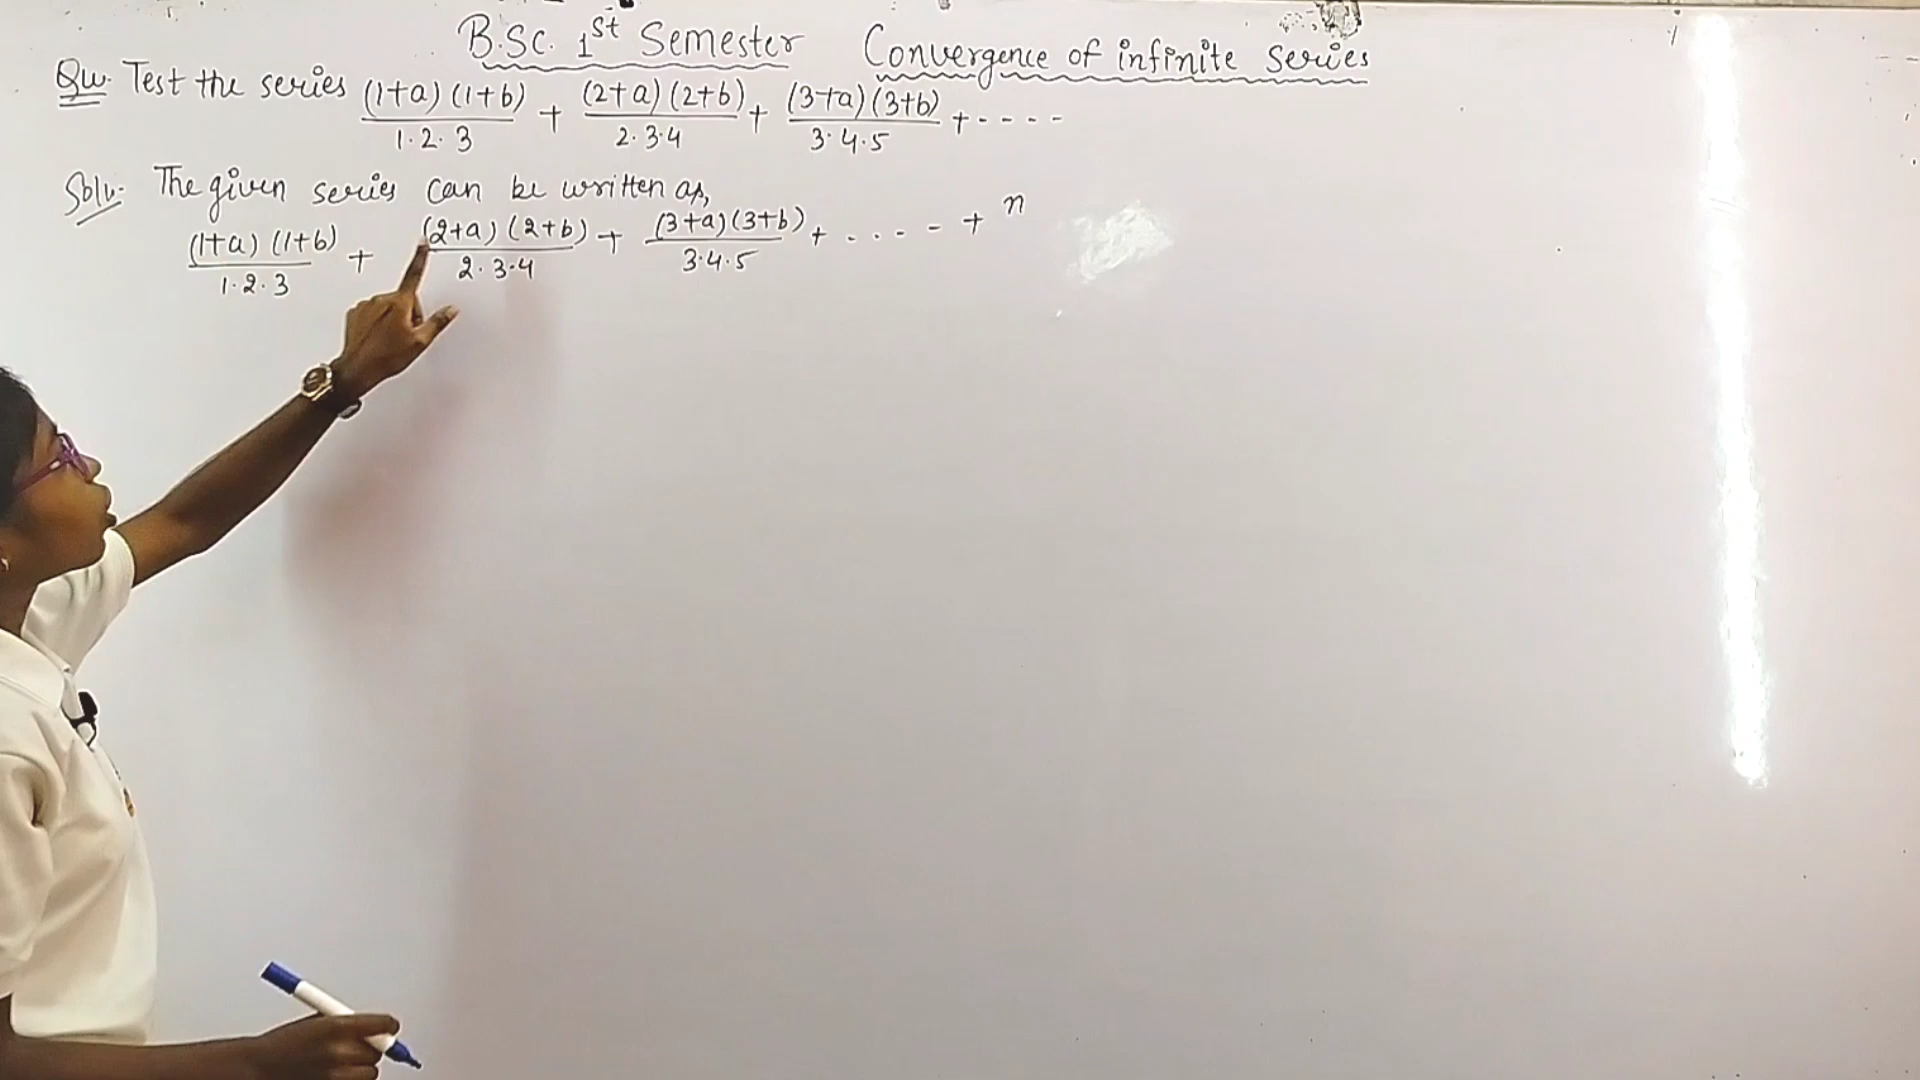 B.Sc. 1st Semester Convergence of infinite series
Qu. Test the series (1+a)(1+b)/1·2·3 + (2+a)(2+b)/2·3·4 + (3+a)(3+b)/3·4·5 + - - - -
Solu. The given series can be written as,
(1+a)(1+b)/1·2·3 + (2+a)(2+b)/2·3·4 + (3+a)(3+b)/3·4·5 + - - - - + n